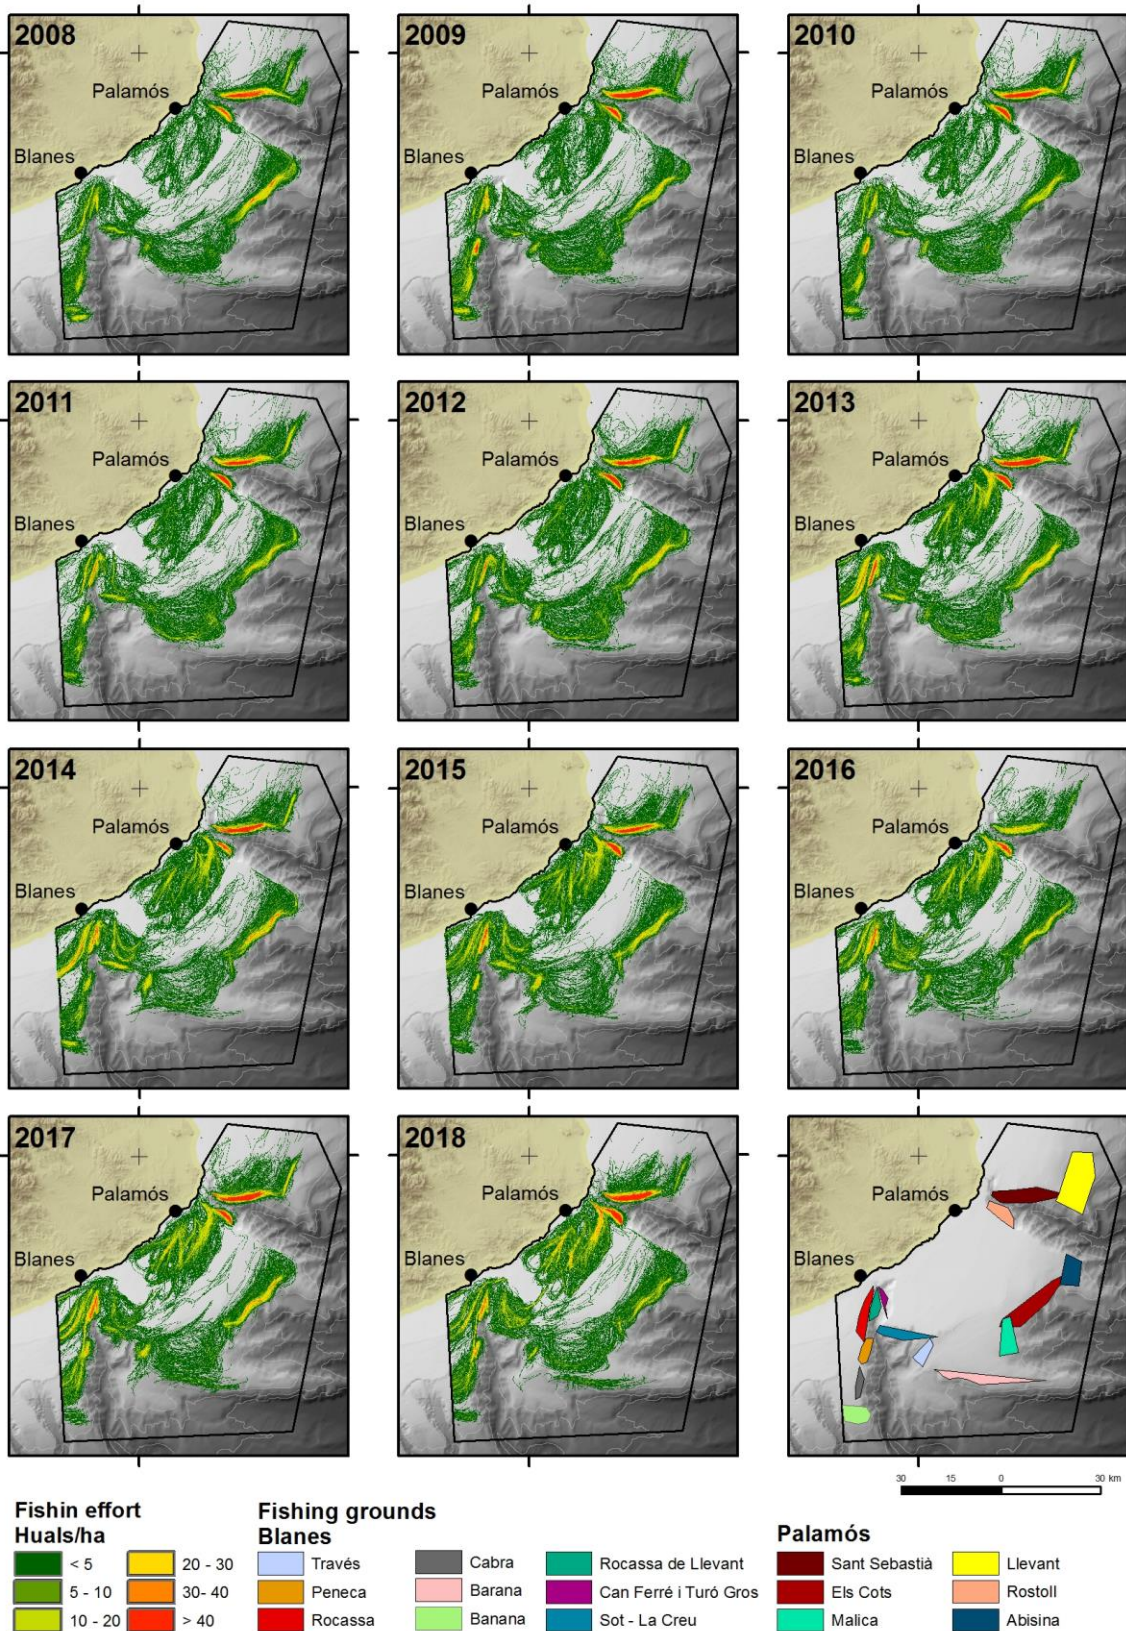 2008
Palamós
Blanes
2009
Palamós
Blanes
2010
Palamós
Blanes
2011
Palamós
Blanes
2012
Palamós
Blanes
2013
Palamós
Blanes
2014
Palamós
Blanes
2015
Palamós
Blanes
2016
Palamós
Blanes
2017
Palamós
Blanes
2018
Palamós
Blanes
Palamós
Blanes
30 15 0 30 km
Fishin effort
Huals/ha
< 5
5 - 10
10 - 20
20 - 30
30- 40
> 40
Fishing grounds
Blanes
Través
Peneca
Rocassa
Cabra
Barana
Banana
Rocassa de Llevant
Can Ferré i Turó Gros
Sot - La Creu
Palamós
Sant Sebastià
Els Cots
Malica
Llevant
Rostoll
Abisina